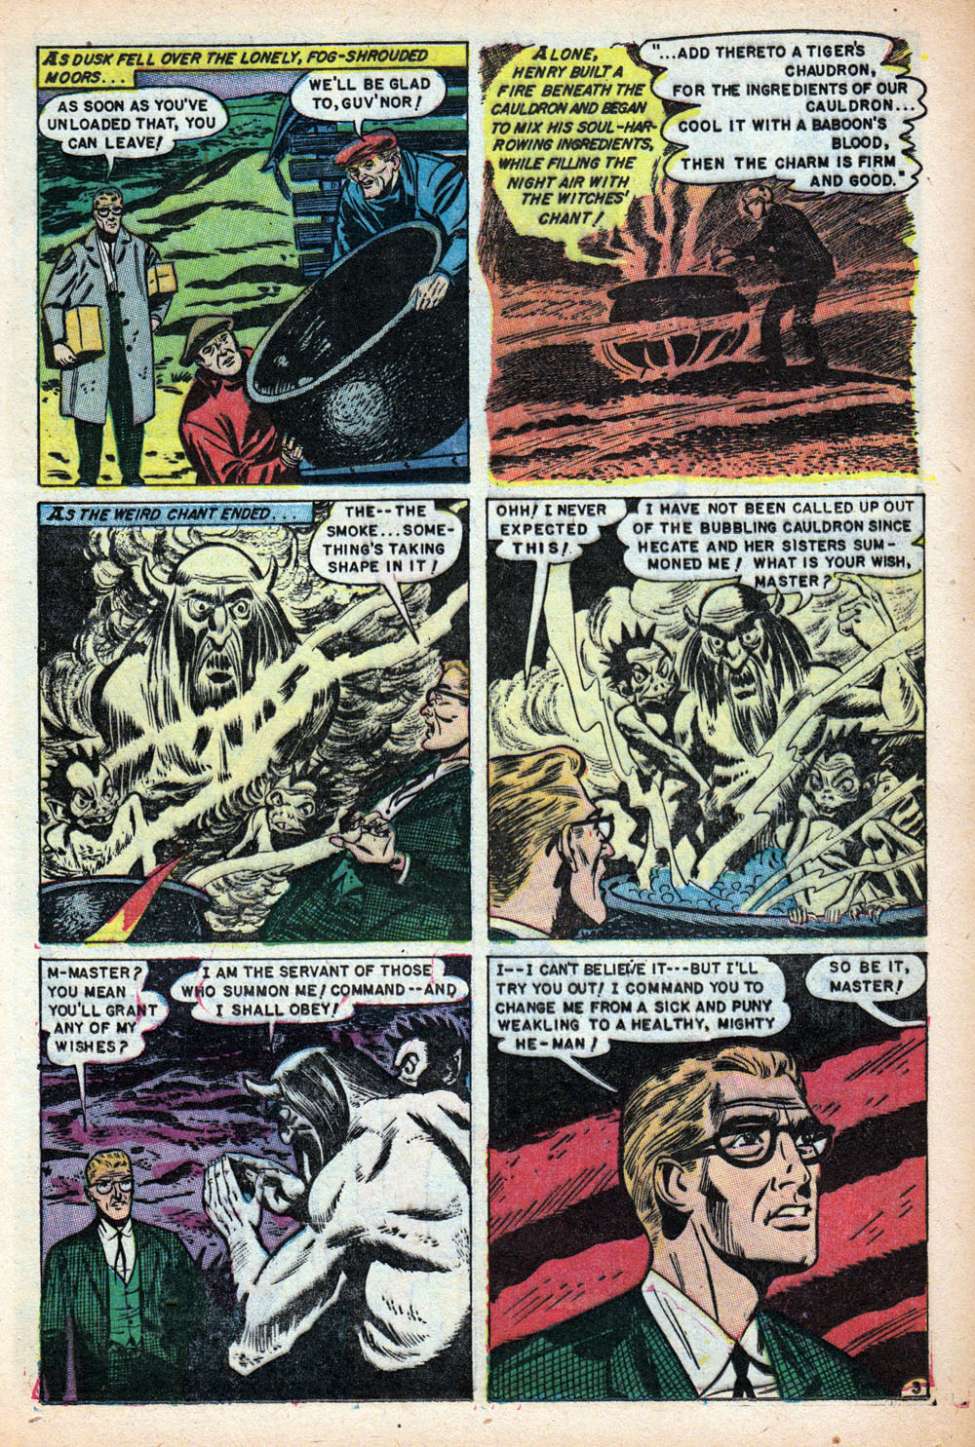 AS DUSK FELL OVER THE LONELY, FOG-SHROUDED
MOORS...
AS SOON AS YOU'VE
UNLOADED THAT, YOU
CAN LEAVE!
WE'LL BE GLAD
TO, GUV'NOR!
ALONE,
HENRY BUILT A
FIRE BENEATH THE
CAULDRON AND BEGAN
TO MIX HIS SOUL-HAR-
ROWING INGREDIENTS,
WHILE FILLING THE
NIGHT AIR WITH
THE WITCHES'
CHANT!
"...ADD THERETO A TIGER'S
CHAUDRON,
FOR THE INGREDIENTS OF OUR
CAULDRON...
COOL IT WITH A BABOON'S
BLOOD,
THEN THE CHARM IS FIRM
AND GOOD."
AS THE WEIRD CHANT ENDED...
THE--THE
SMOKE...SOME-
THING'S TAKING
SHAPE IN IT!
OHH! I NEVER
EXPECTED
THIS!
I HAVE NOT BEEN CALLED UP OUT
OF THE BUBBLING CAULDRON SINCE
HECATE AND HER SISTERS SUM-
MONED ME! WHAT IS YOUR WISH,
MASTER?
M-MASTER?
YOU MEAN
YOU'LL GRANT
ANY OF MY
WISHES?
I AM THE SERVANT OF THOSE
WHO SUMMON ME! COMMAND--AND
I SHALL OBEY!
I--I CAN'T BELIEVE IT---BUT I'LL
TRY YOU OUT! I COMMAND YOU TO
CHANGE ME FROM A SICK AND PUNY
WEAKLING TO A HEALTHY, MIGHTY
HE-MAN!
SO BE IT,
MASTER!
3